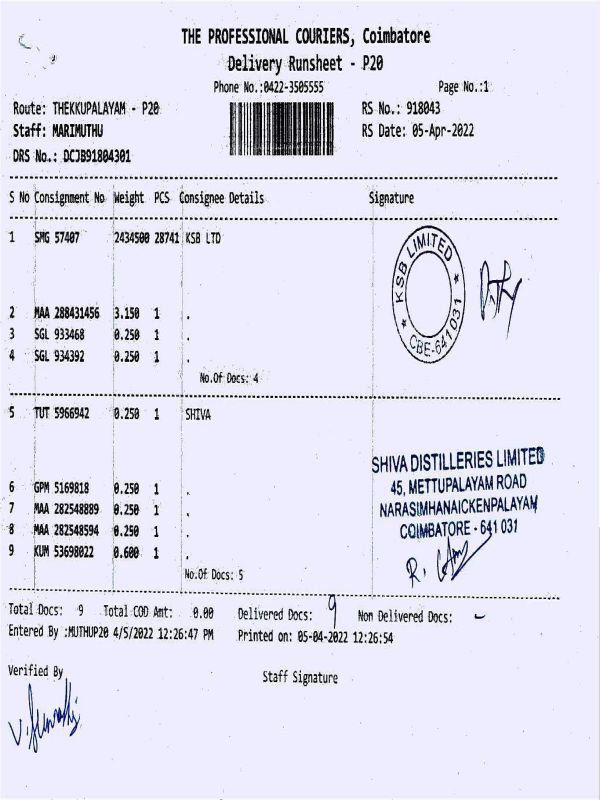 THE PROFESSIONAL COURIERS, Coimbatore
Delivery Runsheet - P20
Phone No.:0422-3505555
Page No.:1
Route: THEKKUPALAYAM - P20
RS No.: 918043
Staff: MARIMUTHU
RS Date: 05-Apr-2022
DRS No.: DCJB91804301
S No Consignment No Weight PCS Consignee Details Signature
1 SMG 57407 2434500 28741 KSB LTD
KSB LIMITED
CBE-641 031
2 MAA 288431456 3.150 1 .
3 SGL 933468 0.250 1 .
4 SGL 934392 0.250 1 .
No.Of Docs: 4
5 TUT 5966942 0.250 1 SHIVA
SHIVA DISTILLERIES LIMITED
45, METTUPALAYAM ROAD
NARASIMHANAICKENPALAYAM
COIMBATORE - 641 031
6 GPM 5169818 0.250 1 .
7 MAA 282548889 0.250 1 .
8 MAA 282548594 0.250 1 .
9 KUM 53698022 0.600 1 .
No.Of Docs: 5
Total Docs: 9 Total COD Amt: 0.00 Delivered Docs: 9 Non Delivered Docs: -
Entered By :MUTHUP20 4/5/2022 12:26:47 PM Printed on: 05-04-2022 12:26:54
Verified By
Staff Signature